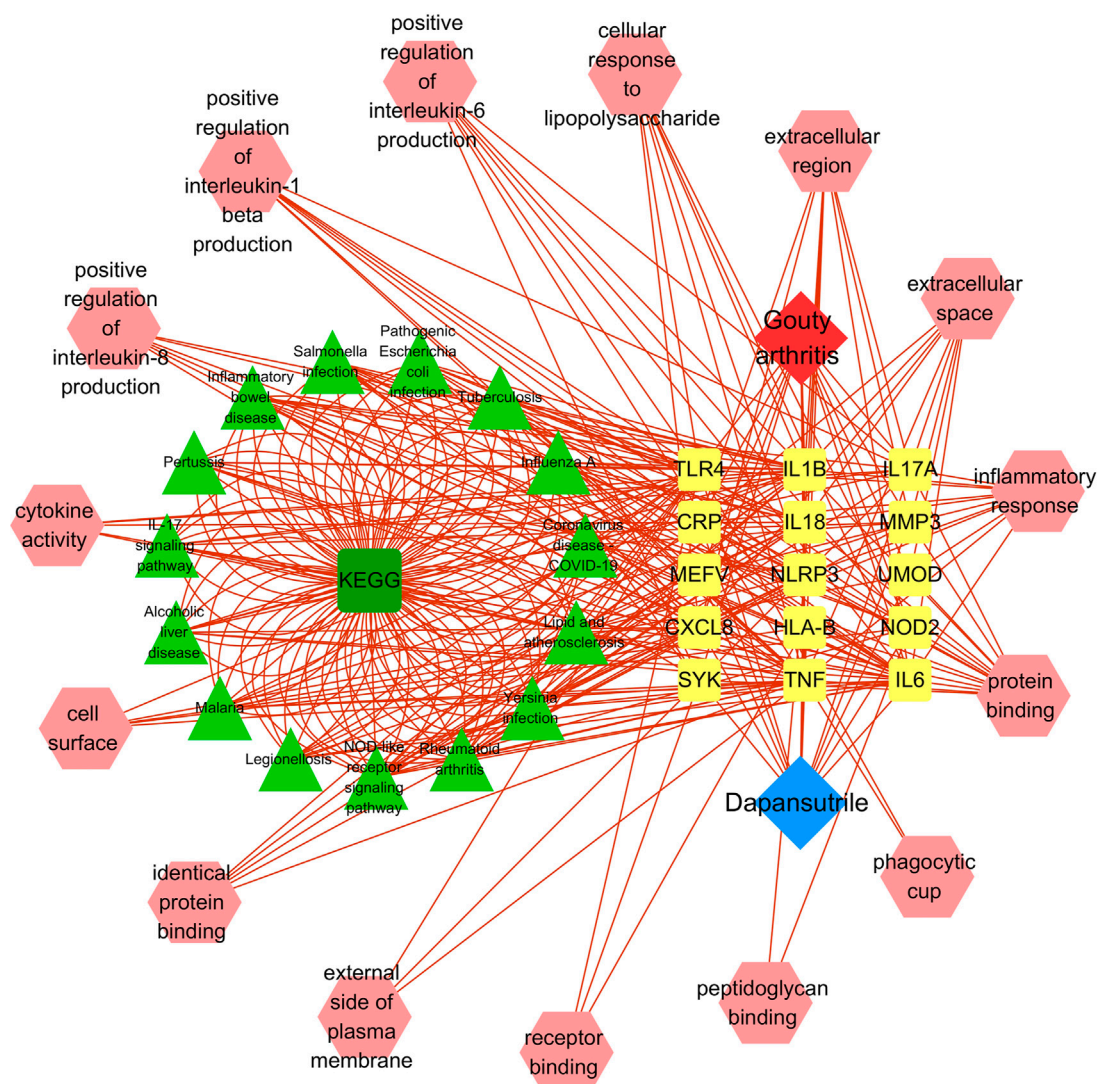 positive
regulation
of
interleukin-6
production
cellular
response
to
lipopolysaccharide
positive
regulation
of
interleukin-1
beta
production
extracellular
region
positive
regulation
of
interleukin-8
production
extracellular
space
Gouty
arthritis
Pathogenic
Escherichia
coli
infection
Salmonella
infection
Inflammatory
bowel
disease
Tuberculosis
Pertussis
Influenza A
TLR4
IL1B
IL17A
inflammatory
response
cytokine
activity
IL-17
signaling
pathway
Coronavirus
disease -
COVID-19
CRP
IL18
MMP3
KEGG
MEFV
NLRP3
UMOD
Alcoholic
liver
disease
Lipid and
atherosclerosis
CXCL8
HLA-B
NOD2
SYK
TNF
IL6
protein
binding
cell
surface
Malaria
Yersinia
infection
Legionellosis
NOD-like
receptor
signaling
pathway
Rheumatoid
arthritis
Dapansutrile
identical
protein
binding
phagocytic
cup
external
side of
plasma
membrane
receptor
binding
peptidoglycan
binding